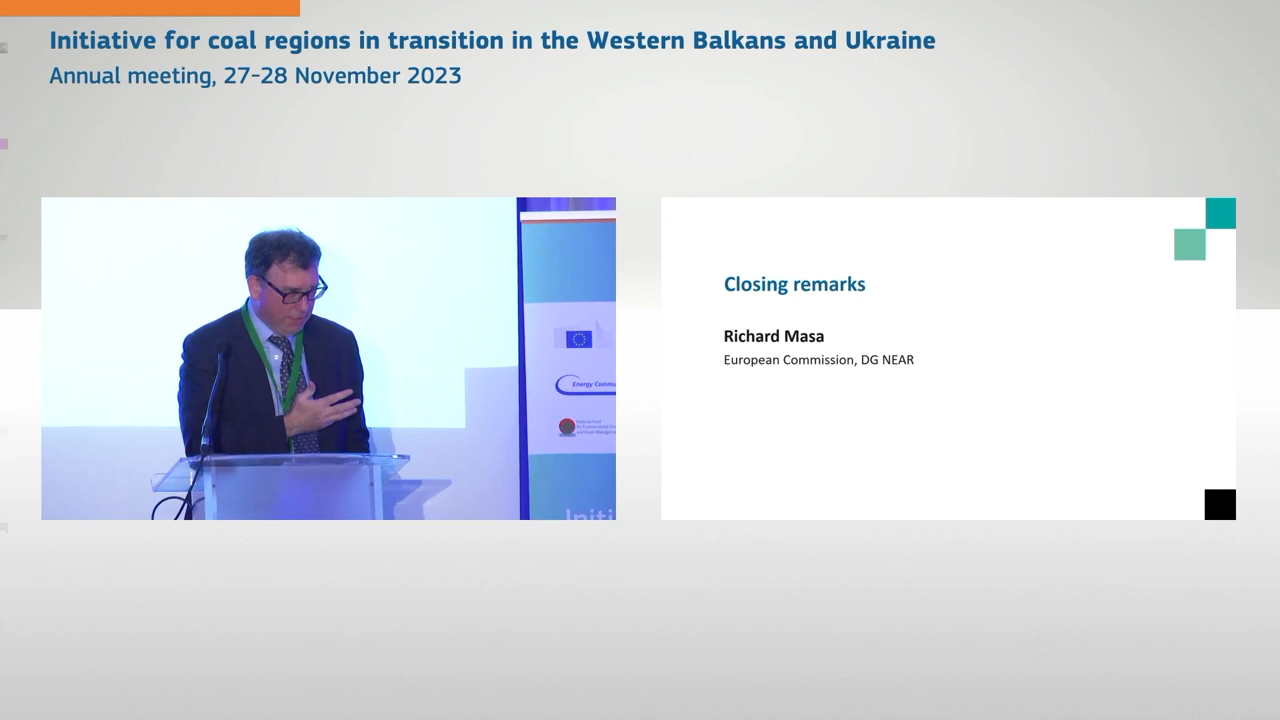 Initiative for coal regions in transition in the Western Balkans and Ukraine
Annual meeting, 27-28 November 2023
Closing remarks
Richard Masa
European Commission, DG NEAR
Energy
Initi